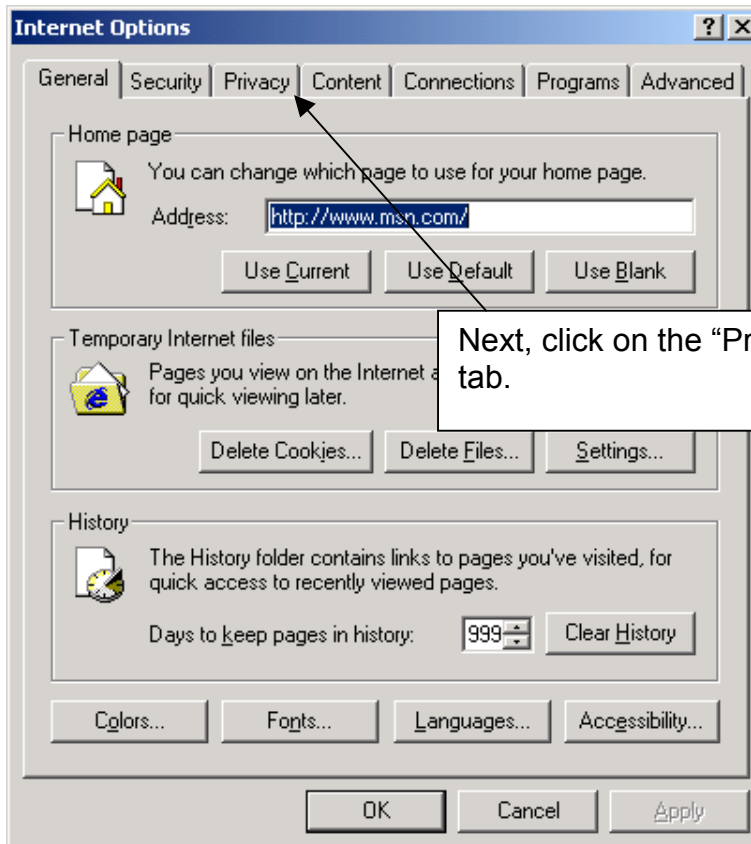 Internet Options
General Security Privacy Content Connections Programs Advanced
Home page
You can change which page to use for your home page.
Address: http://www.msn.com/
Use Current Use Default Use Blank
Temporary Internet files
Pages you view on the Internet
for quick viewing later.
Next, click on the “Pr
tab.
Delete Cookies... Delete Files... Settings...
History
The History folder contains links to pages you've visited, for
quick access to recently viewed pages.
Days to keep pages in history: 999 Clear History
Colors... Fonts... Languages... Accessibility...
OK Cancel Apply